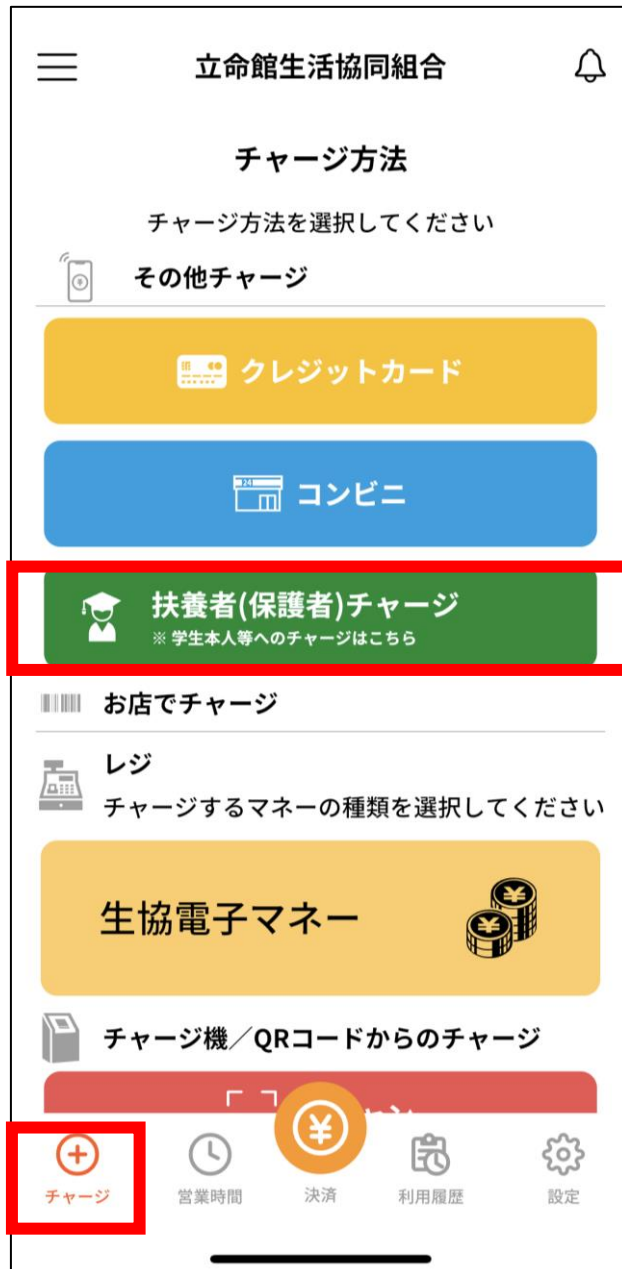 立命館生活協同組合
チャージ方法
チャージ方法を選択してください
その他チャージ
クレジットカード
24
コンビニ
扶養者(保護者)チャージ
※ 学生本人等へのチャージはこちら
お店でチャージ
レジ
チャージするマネーの種類を選択してください
生協電子マネー
チャージ機／QRコードからのチャージ
チャージ
営業時間
決済
利用履歴
設定